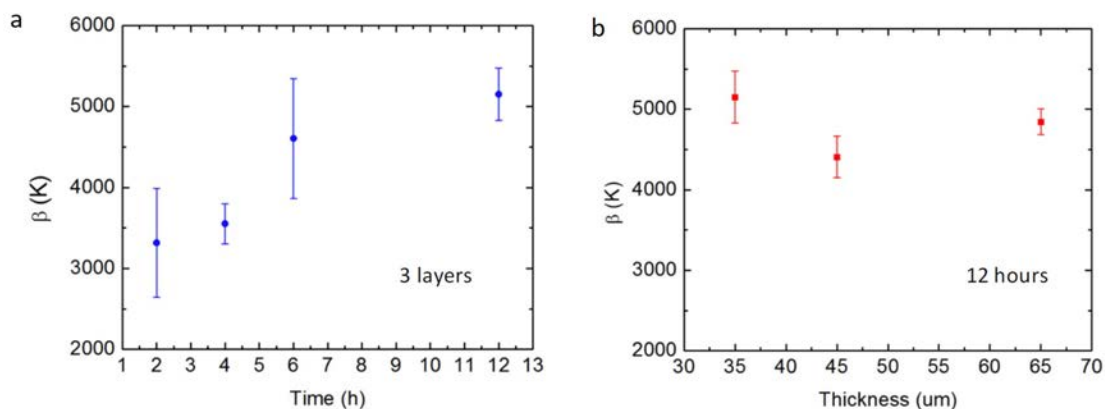 a
6000
5000
4000
3000
2000
β (K)
3 layers
1 2 3 4 5 6 7 8 9 10 11 12 13
Time (h)
b
6000
5000
4000
3000
2000
β (K)
12 hours
30 35 40 45 50 55 60 65 70
Thickness (um)